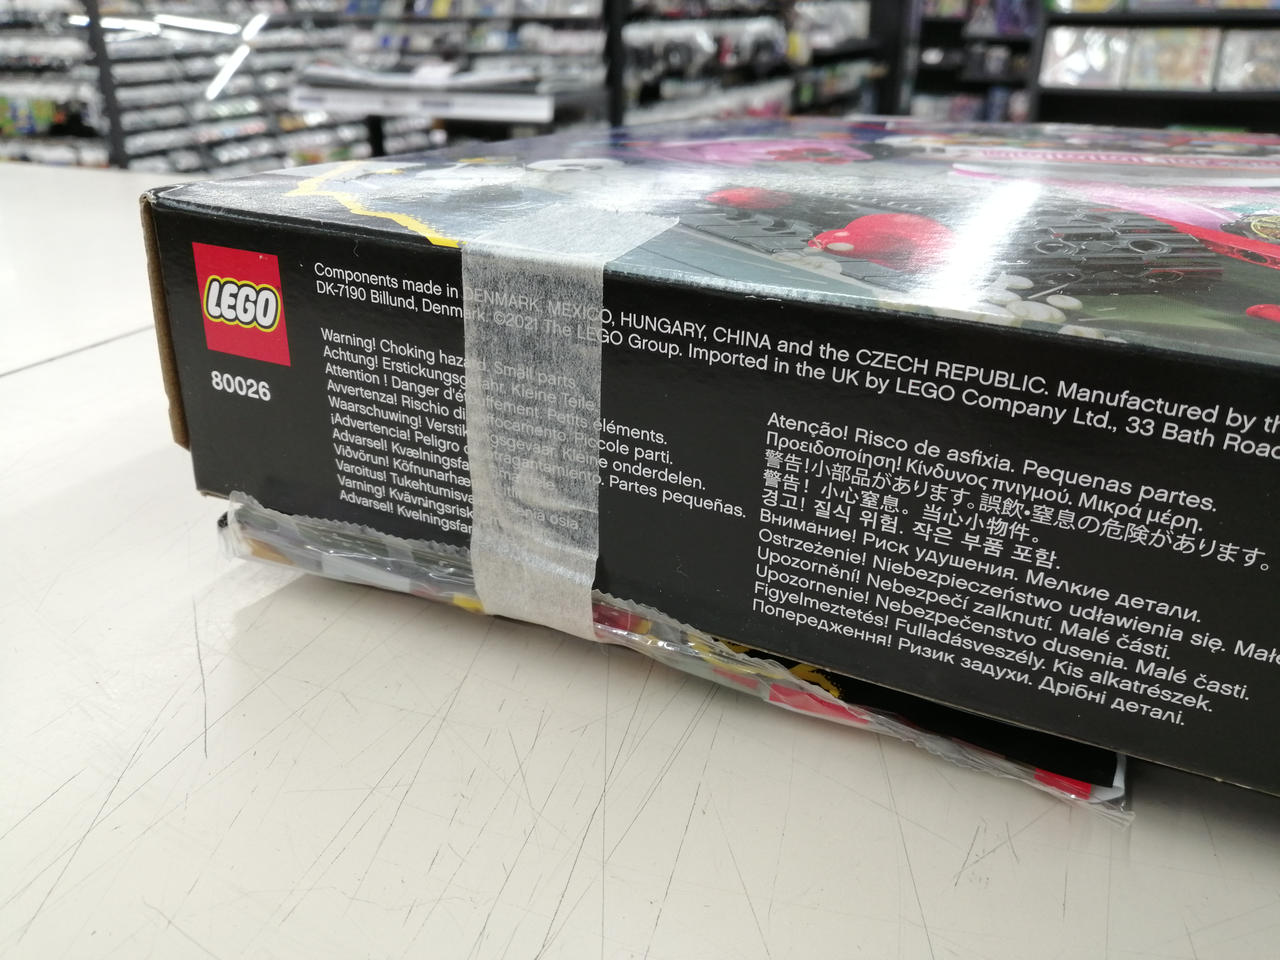 LEGO
80026
Components made in DENMARK, MEXICO, HUNGARY, CHINA and the CZECH REPUBLIC. Manufactured by th
DK-7190 Billund, Denmark. ©2021 The LEGO Group. Imported in the UK by LEGO Company Ltd., 33 Bath Road
Warning! Choking hazard. Small parts.
Achtung! Erstickungsgefahr. Kleine Teile.
Attention ! Danger d'étouffement. Petits éléments.
Avvertenza! Rischio di soffocamento. Piccole parti.
Waarschuwing! Verstikkingsgevaar. Kleine onderdelen.
¡Advertencia! Peligro de atragantamiento. Partes pequeñas.
Advarsel! Kvælningsfa
Viðvörun! Köfnunarhæ
Varoitus! Tukehtumisva
Varning! Kvävningsrisk
Advarsel! Kvelningsfar
Atenção! Risco de asfixia. Pequenas partes.
Προειδοποίηση! Κίνδυνος πνιγμού. Μικρά μέρη.
警告!小部品があります。誤飲・窒息の危険があります。
警告! 小心窒息。当心小物件。
경고! 질식 위험. 작은 부품 포함.
Внимание! Риск удушения. Мелкие детали.
Ostrzeżenie! Niebezpieczeństwo udławienia się. Małe
Upozornění! Nebezpečí zalknutí. Malé části.
Upozornenie! Nebezpečenstvo dusenia. Malé časti.
Figyelmeztetés! Fulladásveszély. Kis alkatrészek.
Попередження! Ризик задухи. Дрібні деталі.